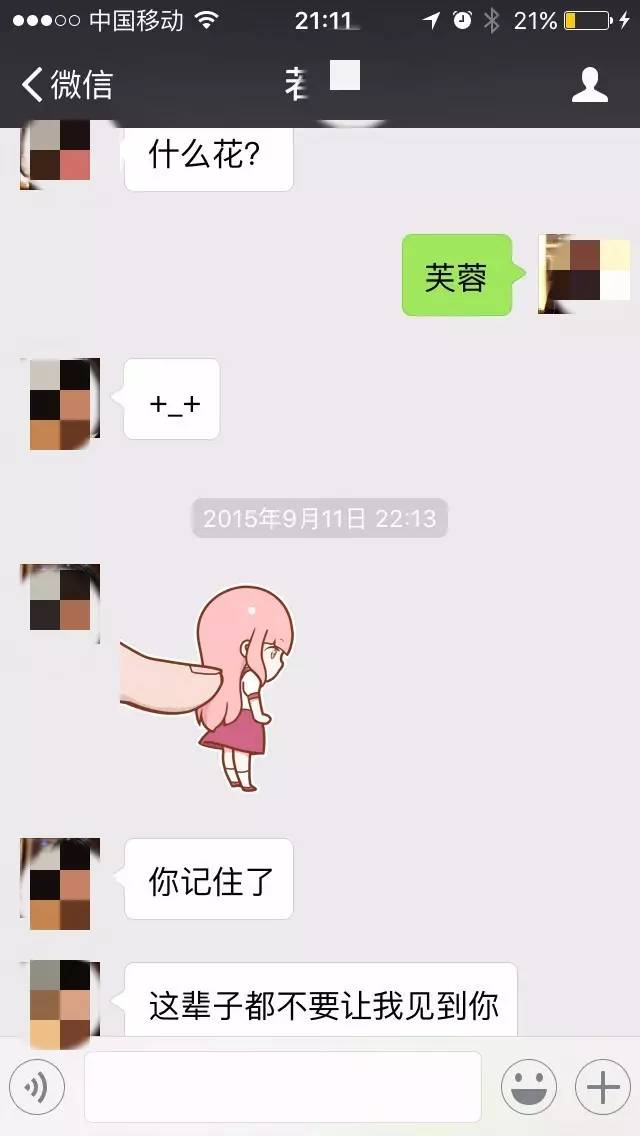 中国移动 21:11 21%
微信
什么花?
芙蓉
+_+
2015年9月11日 22:13
你记住了
这辈子都不要让我见到你